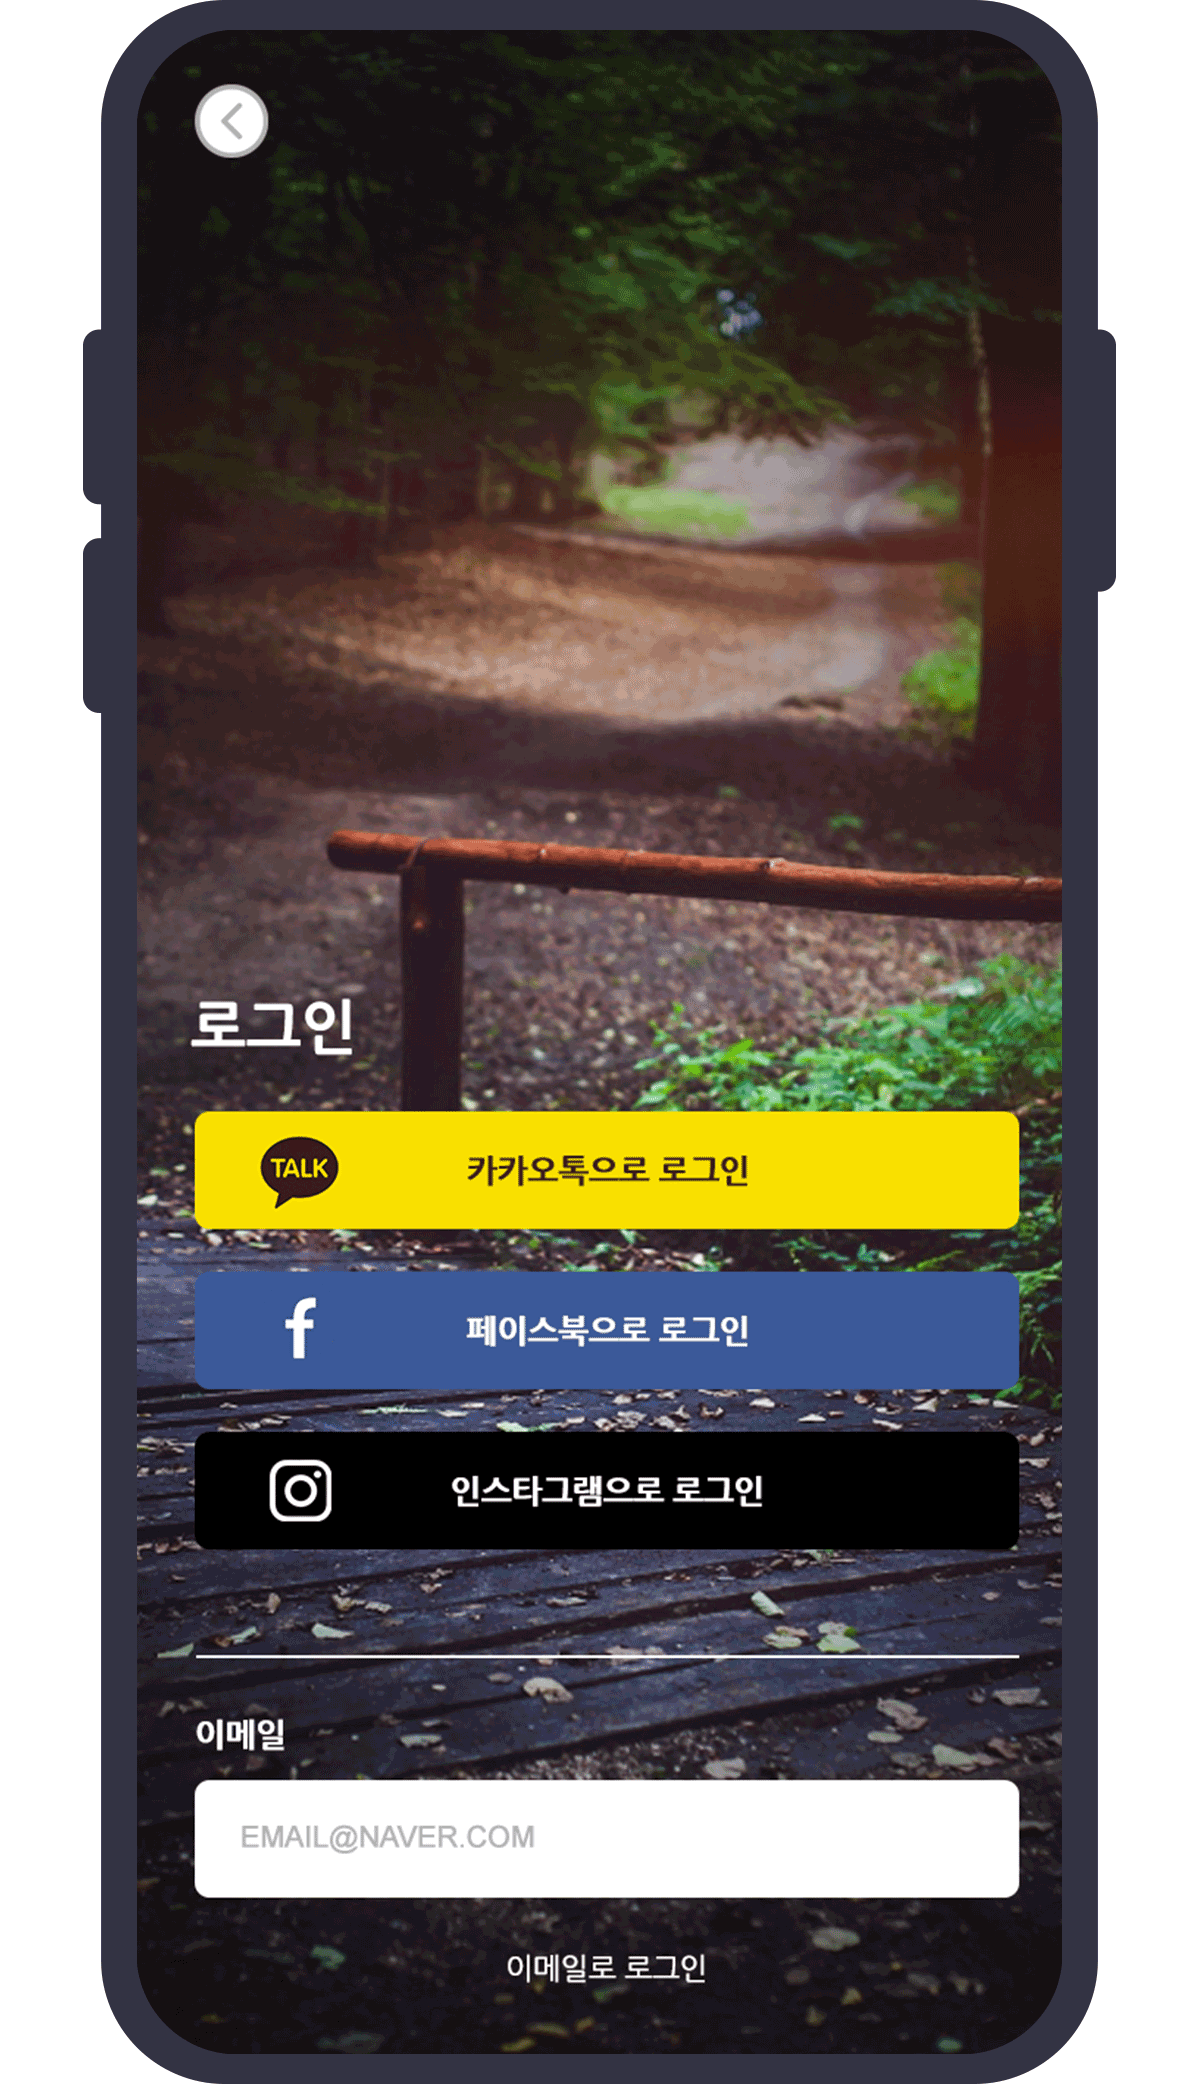 로그인
TALK
카카오톡으로 로그인
f
페이스북으로 로그인
인스타그램으로 로그인
이메일
EMAIL@NAVER.COM
이메일로 로그인